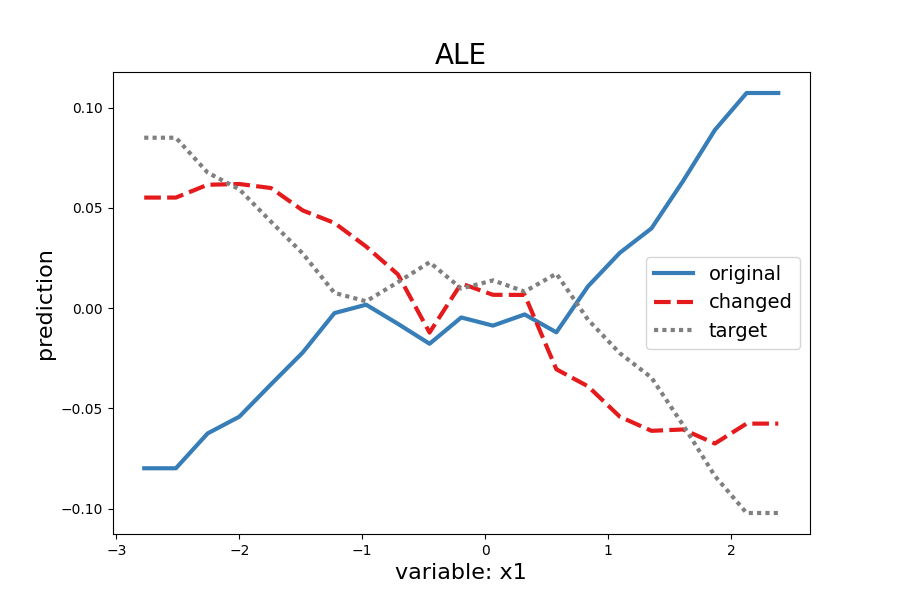 ALE
prediction
0.10
0.05
0.00
−0.05
−0.10
original
changed
target
−3
−2
−1
0
1
2
variable: x1